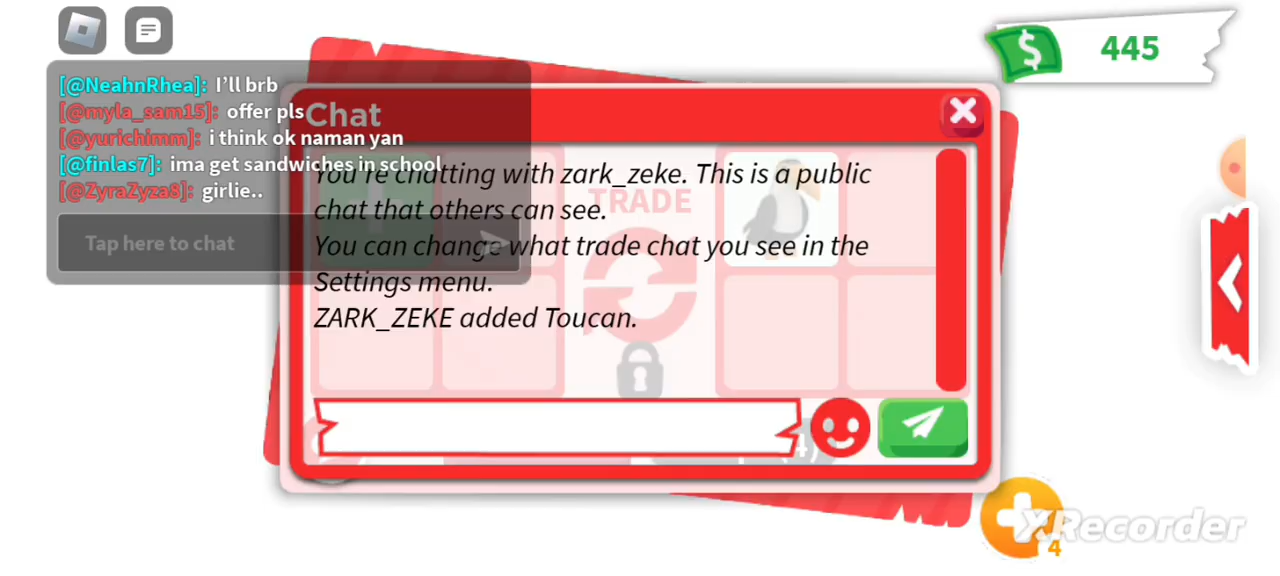 445
[@NeahnRhea]: I'll brb
[@myla_sam15]: offer pls
[@yurichimm]: i think ok naman yan
[@finlas7]: ima get sandwiches in school
[@ZyraZyza8]: girlie..
Tap here to chat
Chat
You're chatting with zark_zeke. This is a public
chat that others can see.
You can change what trade chat you see in the
Settings menu.
ZARK_ZEKE added Toucan.
TRADE
4)
4
XRecorder